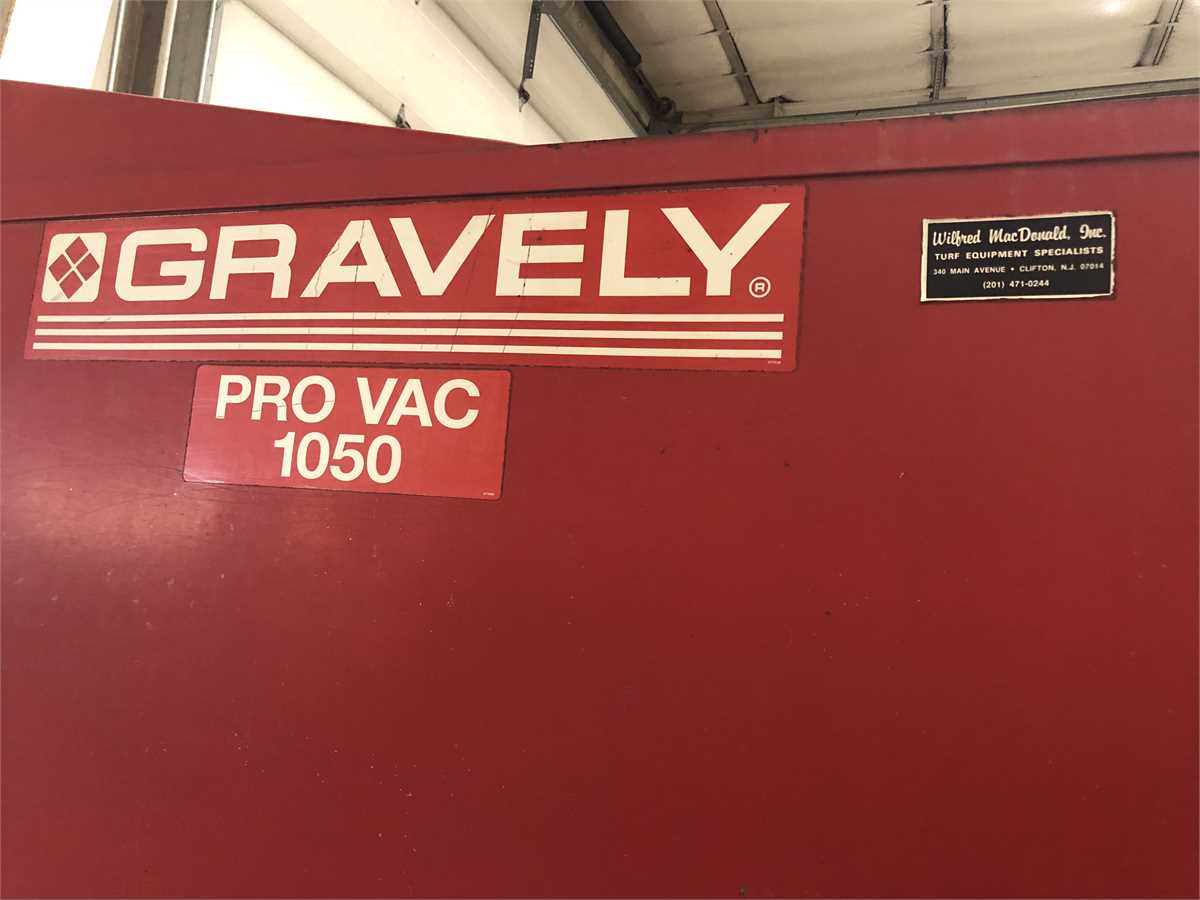 GRAVELY®
PRO VAC
1050
Wilfred MacDonald, Inc.
TURF EQUIPMENT SPECIALISTS
340 MAIN AVENUE • CLIFTON, N.J. 07014
(201) 471-0244